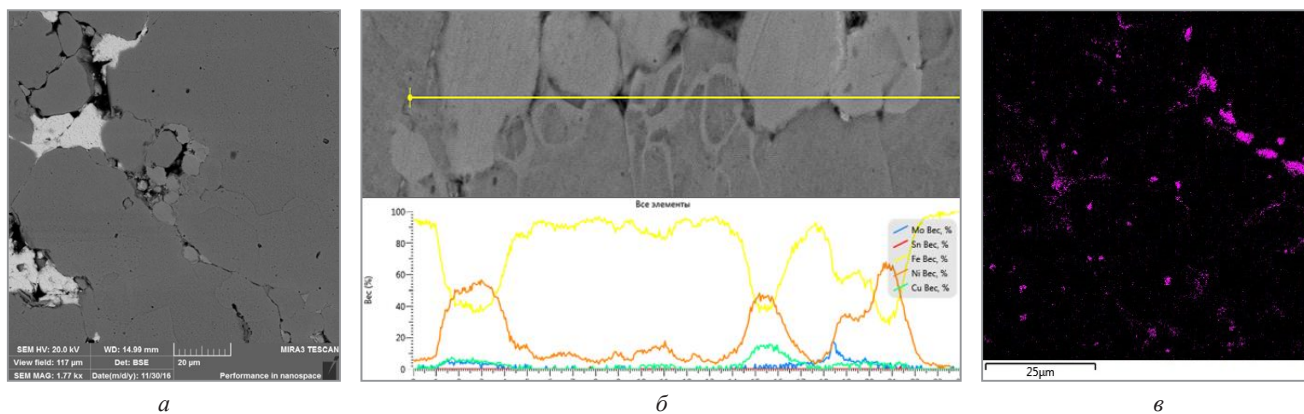 SEM HV: 20.0 kV WD: 14.99 mm MIRA3 TESCAN
View field: 117 µm Det: BSE 20 µm
SEM MAG: 1.77 kx Date(m/d/y): 11/30/16 Performance in nanospace
Все элементы
Вес (%)
100
80
60
40
20
0
Mo Вес, %
Sn Вес, %
Fe Вес, %
Ni Вес, %
Cu Вес, %
25µm
а
б
в